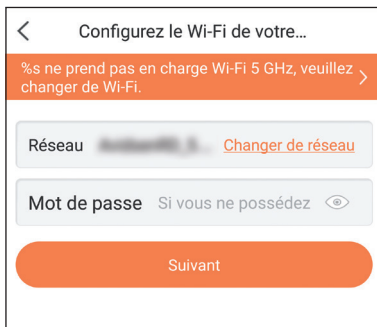 Configurez le Wi-Fi de votre...
%s ne prend pas en charge Wi-Fi 5 GHz, veuillez
changer de Wi-Fi.
Réseau Changer de réseau
Mot de passe Si vous ne possédez
Suivant